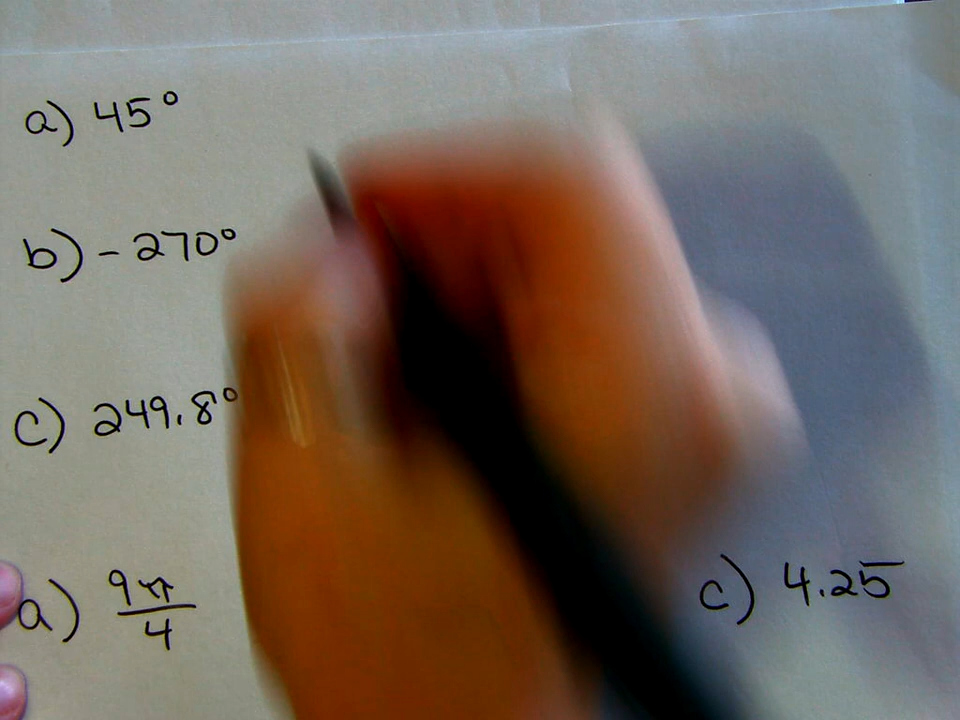 a) 45°
b) - 270°
c) 249.8°
a) 9π/4
c) 4.25